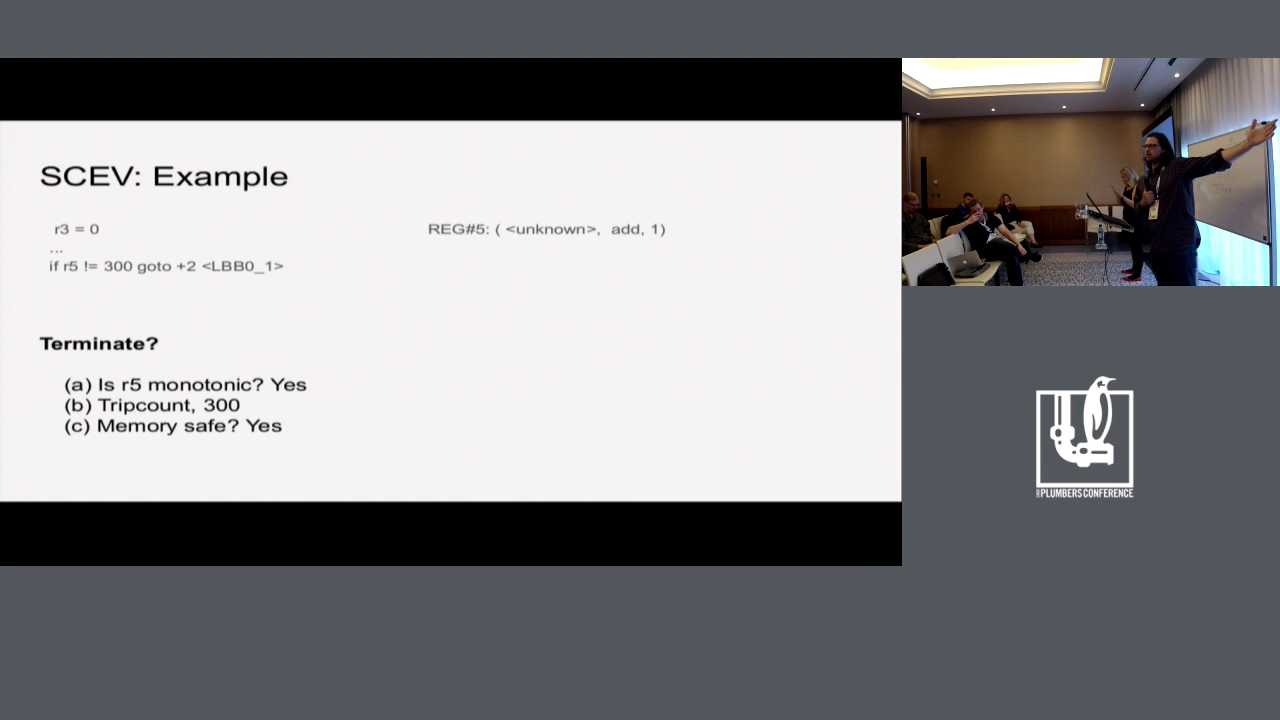 SCEV: Example
r3 = 0
REG#5: ( <unknown>, add, 1)
...
if r5 != 300 goto +2 <LBB0_1>
Terminate?
(a) Is r5 monotonic? Yes
(b) Tripcount, 300
(c) Memory safe? Yes
PLUMBERS CONFERENCE